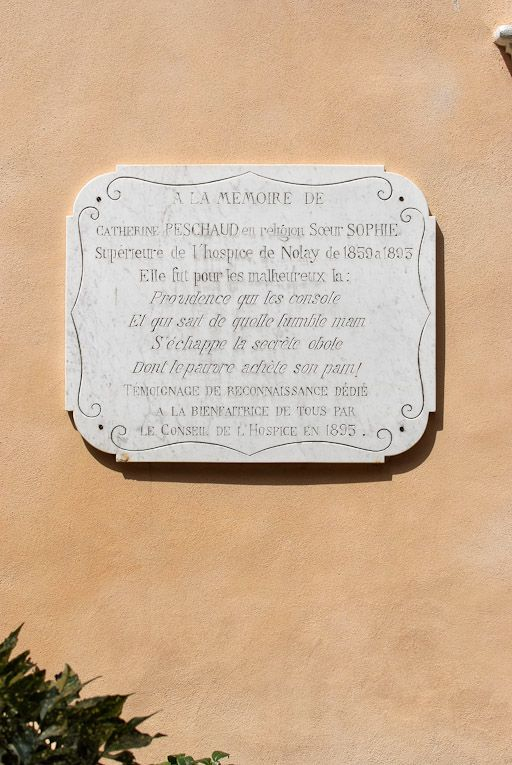 A LA MÉMOIRE DE
CATHERINE PESCHAUD en religion Sœur SOPHIE
Supérieure de l'hospice de Nolay de 1839 a 1893
Elle fut pour les malheureux la :
Providence qui les console
Et qui sait de quelle humble main
S'échappe la secrète obole
Dont le pauvre achète son pain !
TÉMOIGNAGE DE RECONNAISSANCE DÉDIÉ
A LA BIENFAITRICE DE TOUS PAR
LE CONSEIL DE L'HOSPICE EN 1895 .